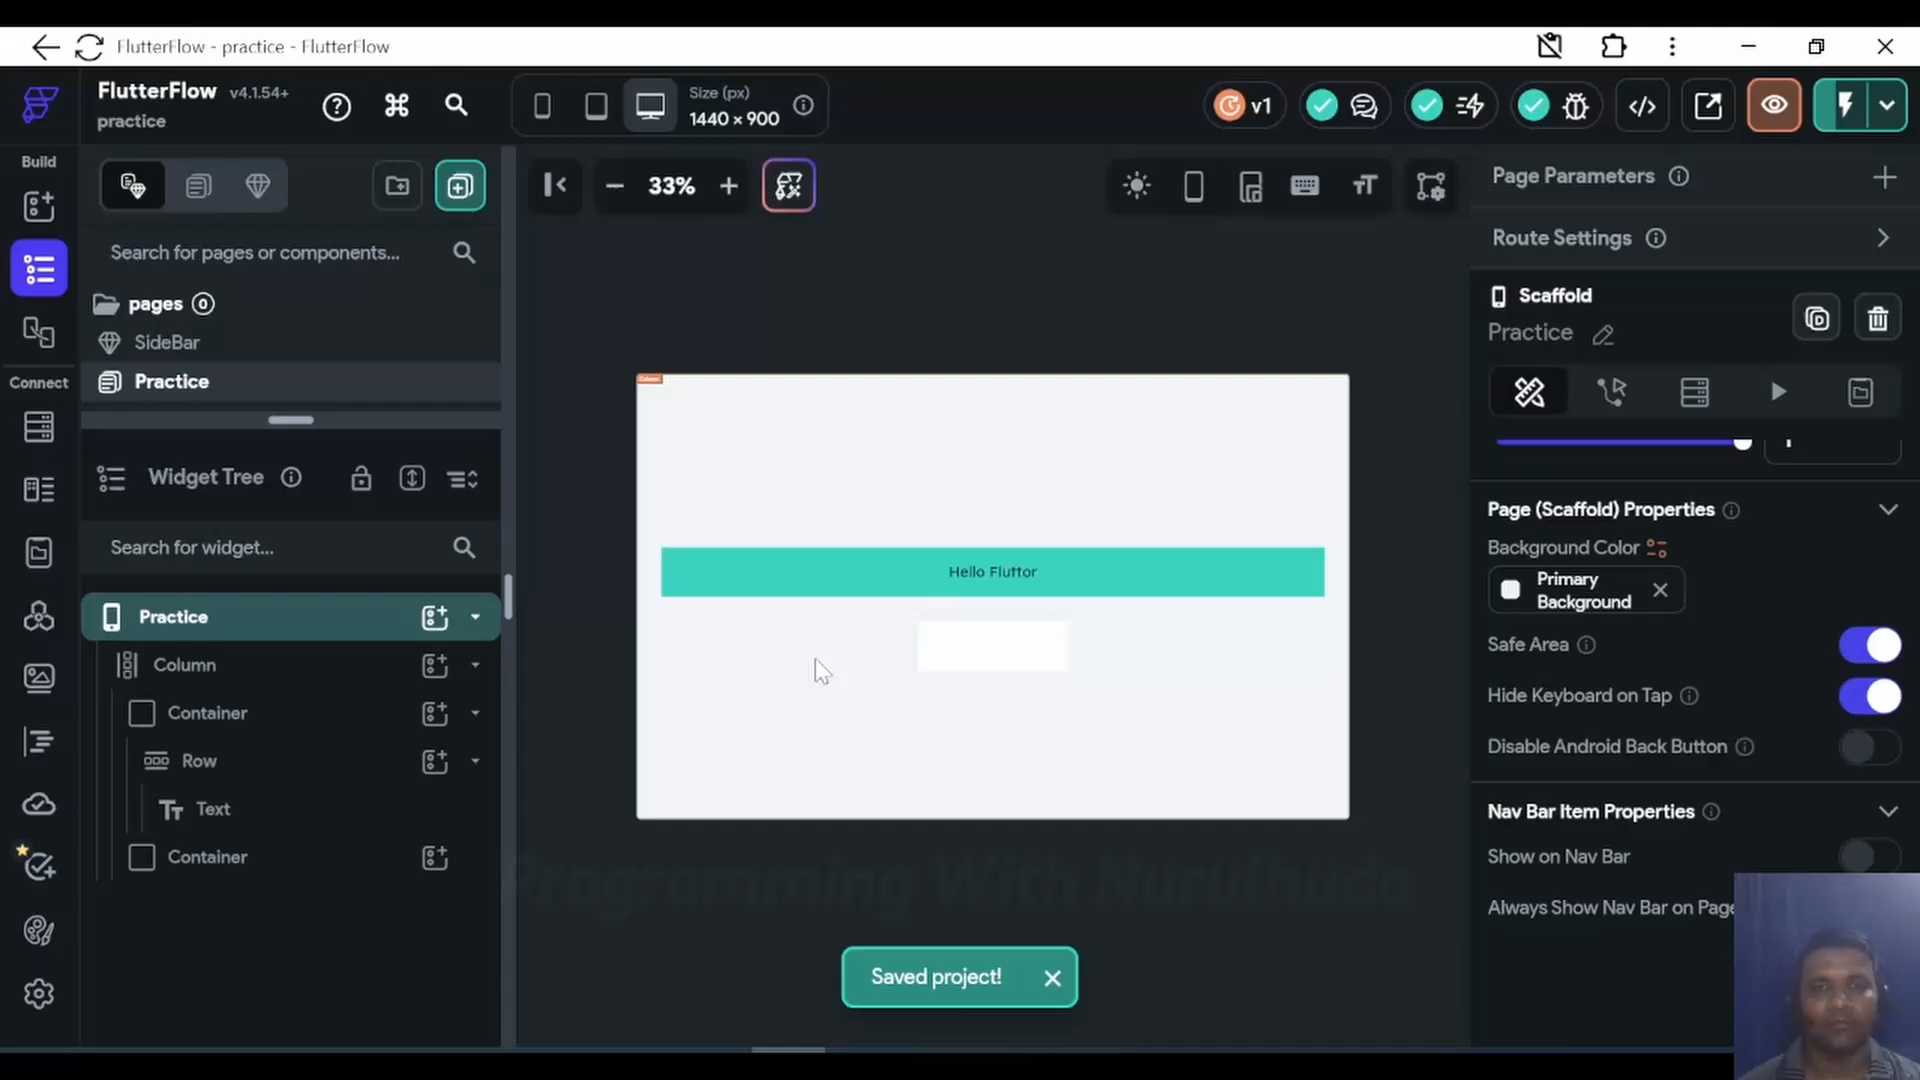 FlutterFlow - practice - FlutterFlow
FlutterFlow v4.1.54+
practice
Size (px)
1440 × 900
v1
Build
33%
Page Parameters
Search for pages or components...
Route Settings
pages 0
Scaffold
SideBar
Practice
Practice
Connect
Column
Widget Tree
Page (Scaffold) Properties
Search for widget...
Background Color
Hello Fluttor
Primary
Background
Practice
Safe Area
Column
Hide Keyboard on Tap
Container
Disable Android Back Button
Row
Text
Nav Bar Item Properties
Container
Show on Nav Bar
Programming With Nurulhuda
Always Show Nav Bar on Page
Saved project!